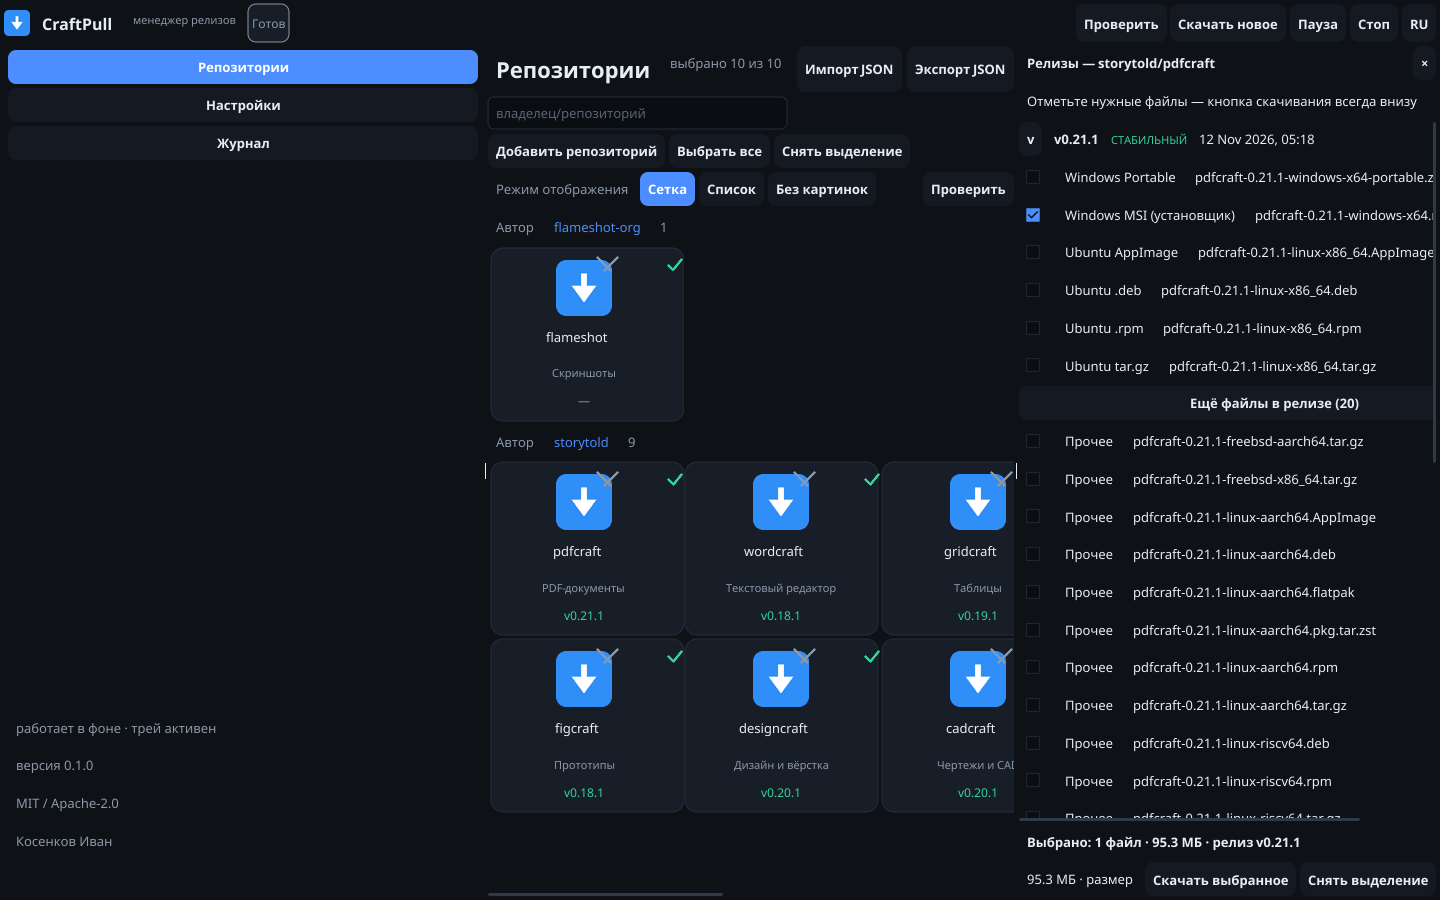 CraftPull менеджер релизов Готов Проверить Скачать новое Пауза Стоп RU
Репозитории
Настройки
Журнал
работает в фоне · трей активен
версия 0.1.0
MIT / Apache-2.0
Косенков Иван
Репозитории выбрано 10 из 10 Импорт JSON Экспорт JSON
владелец/репозиторий
Добавить репозиторий Выбрать все Снять выделение
Режим отображения Сетка Список Без картинок Проверить
Автор flameshot-org 1
flameshot
Скриншоты
—
Автор storytold 9
pdfcraft wordcraft gridcraft
PDF-документы Текстовый редактор Таблицы
v0.21.1 v0.18.1 v0.19.1
figcraft designcraft cadcraft
Прототипы Дизайн и вёрстка Чертежи и CAD
v0.18.1 v0.20.1 v0.20.1
Релизы — storytold/pdfcraft ×
Отметьте нужные файлы — кнопка скачивания всегда внизу
v v0.21.1 СТАБИЛЬНЫЙ 12 Nov 2026, 05:18
Windows Portable pdfcraft-0.21.1-windows-x64-portable.z
Windows MSI (установщик) pdfcraft-0.21.1-windows-x64.
Ubuntu AppImage pdfcraft-0.21.1-linux-x86_64.AppImage
Ubuntu .deb pdfcraft-0.21.1-linux-x86_64.deb
Ubuntu .rpm pdfcraft-0.21.1-linux-x86_64.rpm
Ubuntu tar.gz pdfcraft-0.21.1-linux-x86_64.tar.gz
Ещё файлы в релизе (20)
Прочее pdfcraft-0.21.1-freebsd-aarch64.tar.gz
Прочее pdfcraft-0.21.1-freebsd-x86_64.tar.gz
Прочее pdfcraft-0.21.1-linux-aarch64.AppImage
Прочее pdfcraft-0.21.1-linux-aarch64.deb
Прочее pdfcraft-0.21.1-linux-aarch64.flatpak
Прочее pdfcraft-0.21.1-linux-aarch64.pkg.tar.zst
Прочее pdfcraft-0.21.1-linux-aarch64.rpm
Прочее pdfcraft-0.21.1-linux-aarch64.tar.gz
Прочее pdfcraft-0.21.1-linux-riscv64.deb
Прочее pdfcraft-0.21.1-linux-riscv64.rpm
Прочее pdfcraft-0.21.1-linux-riscv64.tar.gz
Выбрано: 1 файл · 95.3 МБ · релиз v0.21.1
95.3 МБ · размер Скачать выбранное Снять выделение